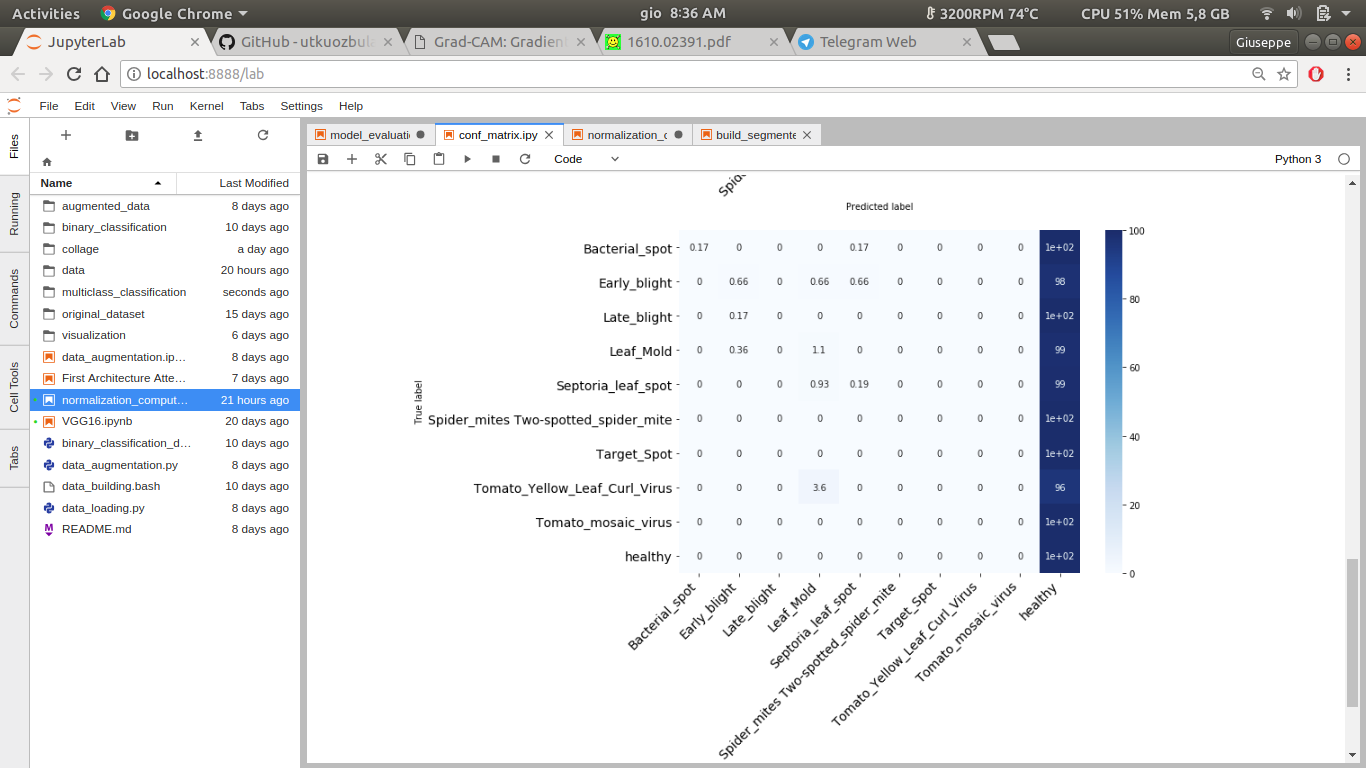 Activities Google Chrome gio 8:36 AM 3200RPM 74°C CPU 51% Mem 5,8 GB
JupyterLab GitHub - utkuozbula Grad-CAM: Gradien 1610.02391.pdf Telegram Web Giuseppe
localhost:8888/lab
File Edit View Run Kernel Tabs Settings Help
Files
Running
Commands
Cell Tools
Tabs
Name Last Modified
augmented_data 8 days ago
binary_classification 10 days ago
collage a day ago
data 20 hours ago
multiclass_classification seconds ago
original_dataset 15 days ago
visualization 6 days ago
data_augmentation.ip... 8 days ago
First Architecture Atte... 7 days ago
normalization_comput... 21 hours ago
VGG16.ipynb 20 days ago
binary_classification_d... 10 days ago
data_augmentation.py 8 days ago
data_building.bash 10 days ago
data_loading.py 8 days ago
README.md 8 days ago
model_evaluati conf_matrix.ipy normalization_c build_segmente
Code Python 3
Spid
Predicted label
True label
Bacterial_spot 0.17 0 0 0 0.17 0 0 0 0 1e+02
Early_blight 0 0.66 0 0.66 0.66 0 0 0 0 98
Late_blight 0 0.17 0 0 0 0 0 0 0 1e+02
Leaf_Mold 0 0.36 0 1.1 0 0 0 0 0 99
Septoria_leaf_spot 0 0 0 0.93 0.19 0 0 0 0 99
Spider_mites Two-spotted_spider_mite 0 0 0 0 0 0 0 0 0 1e+02
Target_Spot 0 0 0 0 0 0 0 0 0 1e+02
Tomato_Yellow_Leaf_Curl_Virus 0 0 0 3.6 0 0 0 0 0 96
Tomato_mosaic_virus 0 0 0 0 0 0 0 0 0 1e+02
healthy 0 0 0 0 0 0 0 0 0 1e+02
Bacterial_spot
Early_blight
Late_blight
Leaf_Mold
Septoria_leaf_spot
Spider_mites Two-spotted_spider_mite
Target_Spot
Tomato_Yellow_Leaf_Curl_Virus
Tomato_mosaic_virus
healthy
100
80
60
40
20
0